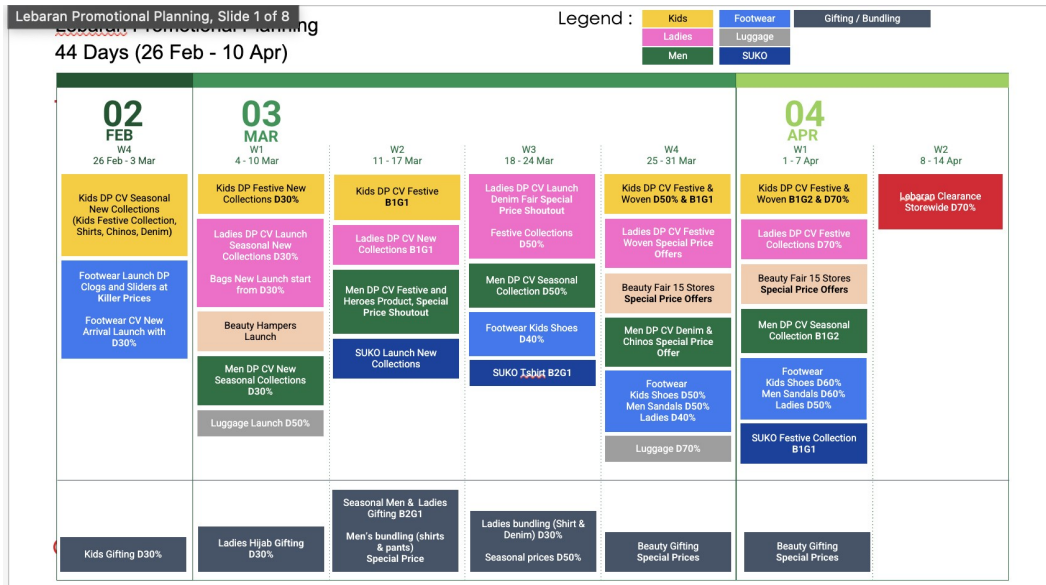 Lebaran Promotional Planning, Slide 1 of 8
Lebaran Promotional Planning
44 Days (26 Feb - 10 Apr)
Legend :
Kids
Footwear
Gifting / Bundling
Ladies
Luggage
Men
SUKO
02
FEB
W4
26 Feb - 3 Mar
Kids DP CV Seasonal
New Collections
(Kids Festive Collection,
Shirts, Chinos, Denim)
Footwear Launch DP
Clogs and Sliders at
Killer Prices
Footwear CV New
Arrival Launch with
D30%
Kids Gifting D30%
03
MAR
W1
4 - 10 Mar
Kids DP Festive New
Collections D30%
Ladies DP CV Launch
Seasonal New
Collections D30%
Bags New Launch start
from D30%
Beauty Hampers
Launch
Men DP CV New
Seasonal Collections
D30%
Luggage Launch D50%
Ladies Hijab Gifting
D30%
W2
11 - 17 Mar
Kids DP CV Festive
B1G1
Ladies DP CV New
Collections B1G1
Men DP CV Festive and
Heroes Product, Special
Price Shoutout
SUKO Launch New
Collections
Seasonal Men & Ladies
Gifting B2G1
Men's bundling (shirts
& pants)
Special Price
W3
18 - 24 Mar
Ladies DP CV Launch
Denim Fair Special
Price Shoutout
Festive Collections
D50%
Men DP CV Seasonal
Collection D50%
Footwear Kids Shoes
D40%
SUKO Tshirt B2G1
Ladies bundling (Shirt &
Denim) D30%
Seasonal prices D50%
W4
25 - 31 Mar
Kids DP CV Festive &
Woven D50% & B1G1
Ladies DP CV Festive
Woven Special Price
Offers
Beauty Fair 15 Stores
Special Price Offers
Men DP CV Denim &
Chinos Special Price
Offer
Footwear
Kids Shoes D50%
Men Sandals D50%
Ladies D40%
Luggage D70%
Beauty Gifting
Special Prices
04
APR
W1
1 - 7 Apr
Kids DP CV Festive &
Woven B1G2 & D70%
Ladies DP CV Festive
Collections D70%
Beauty Fair 15 Stores
Special Price Offers
Men DP CV Seasonal
Collection B1G2
Footwear
Kids Shoes D60%
Men Sandals D60%
Ladies D50%
SUKO Festive Collection
B1G1
Beauty Gifting
Special Prices
W2
8 - 14 Apr
Lebaran Clearance
Storewide D70%